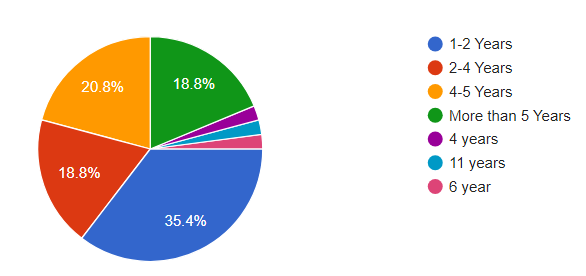 20.8%
18.8%
18.8%
35.4%
1-2 Years
2-4 Years
4-5 Years
More than 5 Years
4 years
11 years
6 year